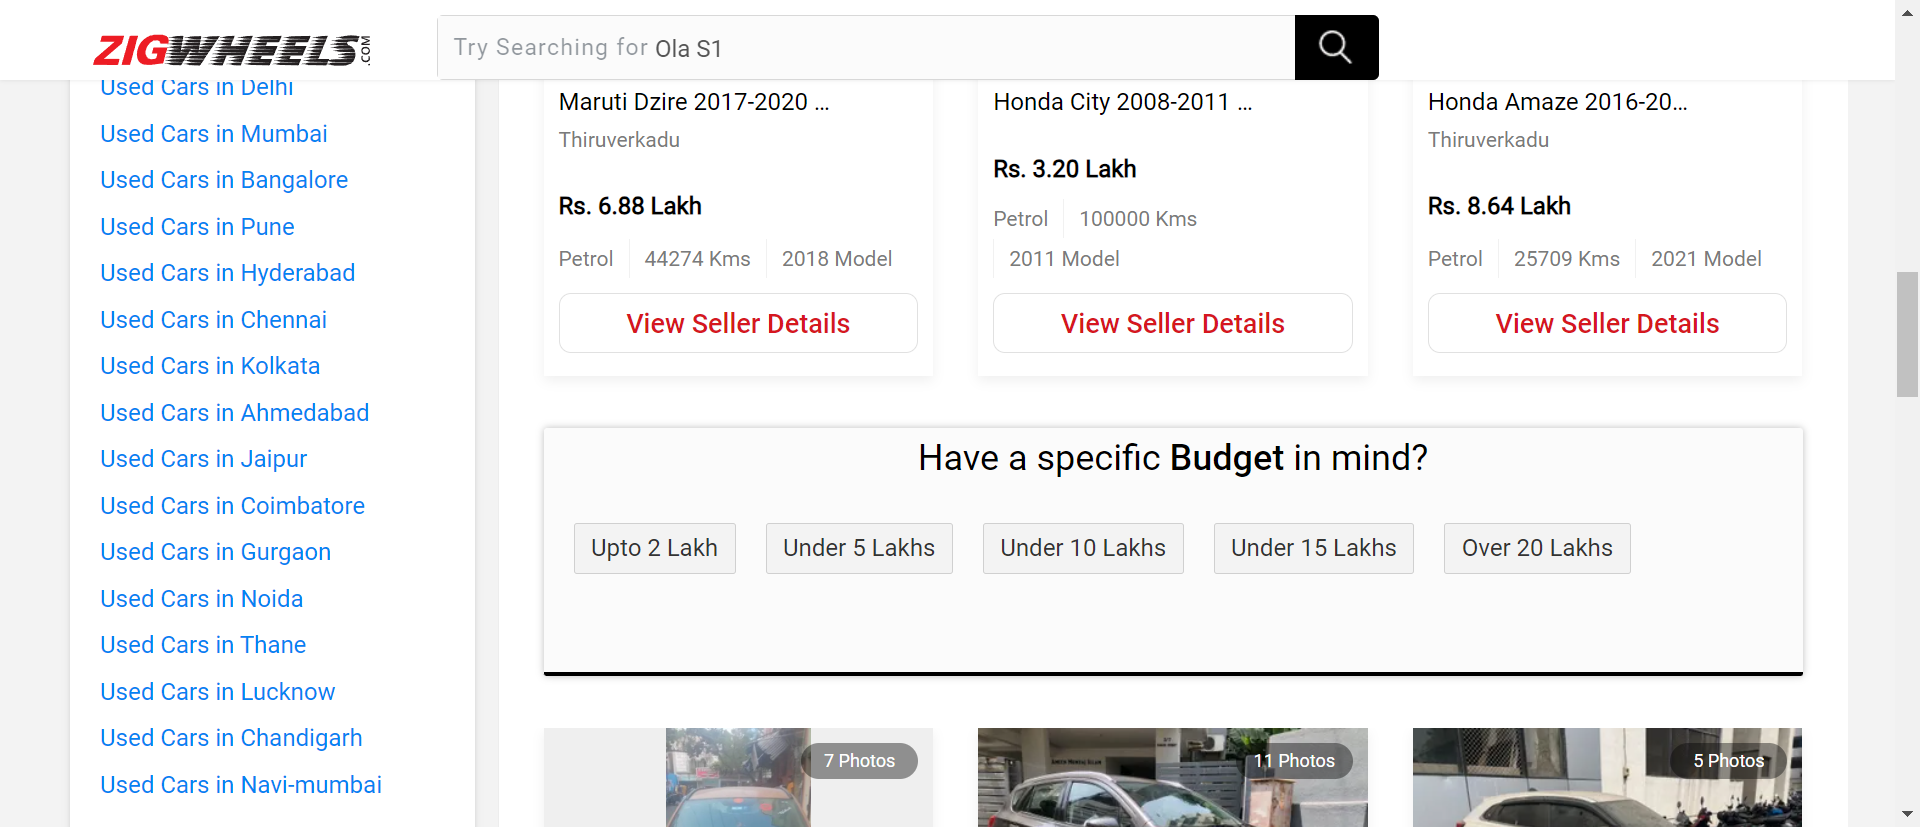 ZIGWHEELS.COM
Try Searching for Ola S1
Used Cars in Delhi
Used Cars in Mumbai
Used Cars in Bangalore
Used Cars in Pune
Used Cars in Hyderabad
Used Cars in Chennai
Used Cars in Kolkata
Used Cars in Ahmedabad
Used Cars in Jaipur
Used Cars in Coimbatore
Used Cars in Gurgaon
Used Cars in Noida
Used Cars in Thane
Used Cars in Lucknow
Used Cars in Chandigarh
Used Cars in Navi-mumbai
Maruti Dzire 2017-2020 ...
Thiruverkadu
Rs. 6.88 Lakh
Petrol 44274 Kms 2018 Model
View Seller Details
Honda City 2008-2011 ...
Rs. 3.20 Lakh
Petrol 100000 Kms
2011 Model
View Seller Details
Honda Amaze 2016-20...
Thiruverkadu
Rs. 8.64 Lakh
Petrol 25709 Kms 2021 Model
View Seller Details
Have a specific Budget in mind?
Upto 2 Lakh
Under 5 Lakhs
Under 10 Lakhs
Under 15 Lakhs
Over 20 Lakhs
7 Photos
11 Photos
5 Photos